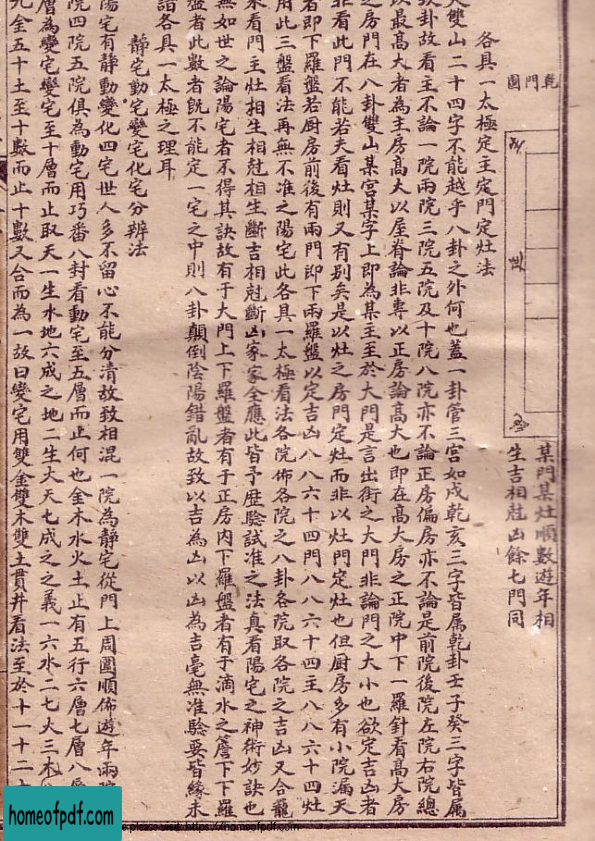 某門某灶順數遊年相
生吉相尅凶餘七門同
乾門圖
各具一太極定主定門定灶法
大雙山二十四字不能越乎八卦之外何也蓋一卦管三宮如戌乾亥三字皆属乾卦壬子癸三字皆属
坎卦故看主不論一院兩院三院五院及十院八院亦不論正房偏房亦不論是前院後院左院右院總
以最髙大者為主房髙大以屋脊論非專以正房論髙大也即在髙大房之正院中下一羅針看髙大房
之房門在八卦雙山某宮某字上即為某主至於大門是言出街之大門非論門之大小也欲定吉凶者
非看此門不能若夫看灶則又有别矣是以灶之房門定灶而非以灶門定灶也但厨房多有小院漏天
者即下羅盤若厨房前後有兩門卽下兩羅盤以定吉凶八八六十四門八八六十四主八八六十四灶
用此三盤看法再無不准之陽宅此各具一太極看法各院佈各院之八卦各院取各院之吉凶又合寵
來看門主灶相生相尅相生斷吉相尅斷凶家家全應此皆予歴驗試准之法真看陽宅之神術妙訣也
無如世之論陽宅者不得其訣故有于大門上下羅盤者有于正房内下羅盤者有于滴水之簷下下羅
盤者此數者旣不能定一宅之中則八卦顛倒陰陽錯亂故致以吉為凶以凶為吉毫無准驗要皆緣未
諳各具一太極之理耳
静宅動宅變宅化宅分辨法
陽宅有静動變化四宅世人多不留心不能分清故致相混一院為静宅從門上周圍順佈遊年兩院
院四院五院俱為動宅用巧番八封看動宅至五層而止何也金木水火土止有五行六層七層八層
層為變宅變宅至十層而止取天一生水地六成之地二生火天七成之之義一六水二七火三木
九金五十土至十數而止十數又合而為一故曰變宅用雙金雙木雙土貫井看法至於十一十二十
homeofpdf.com
please visit: https://homeofpdf.com